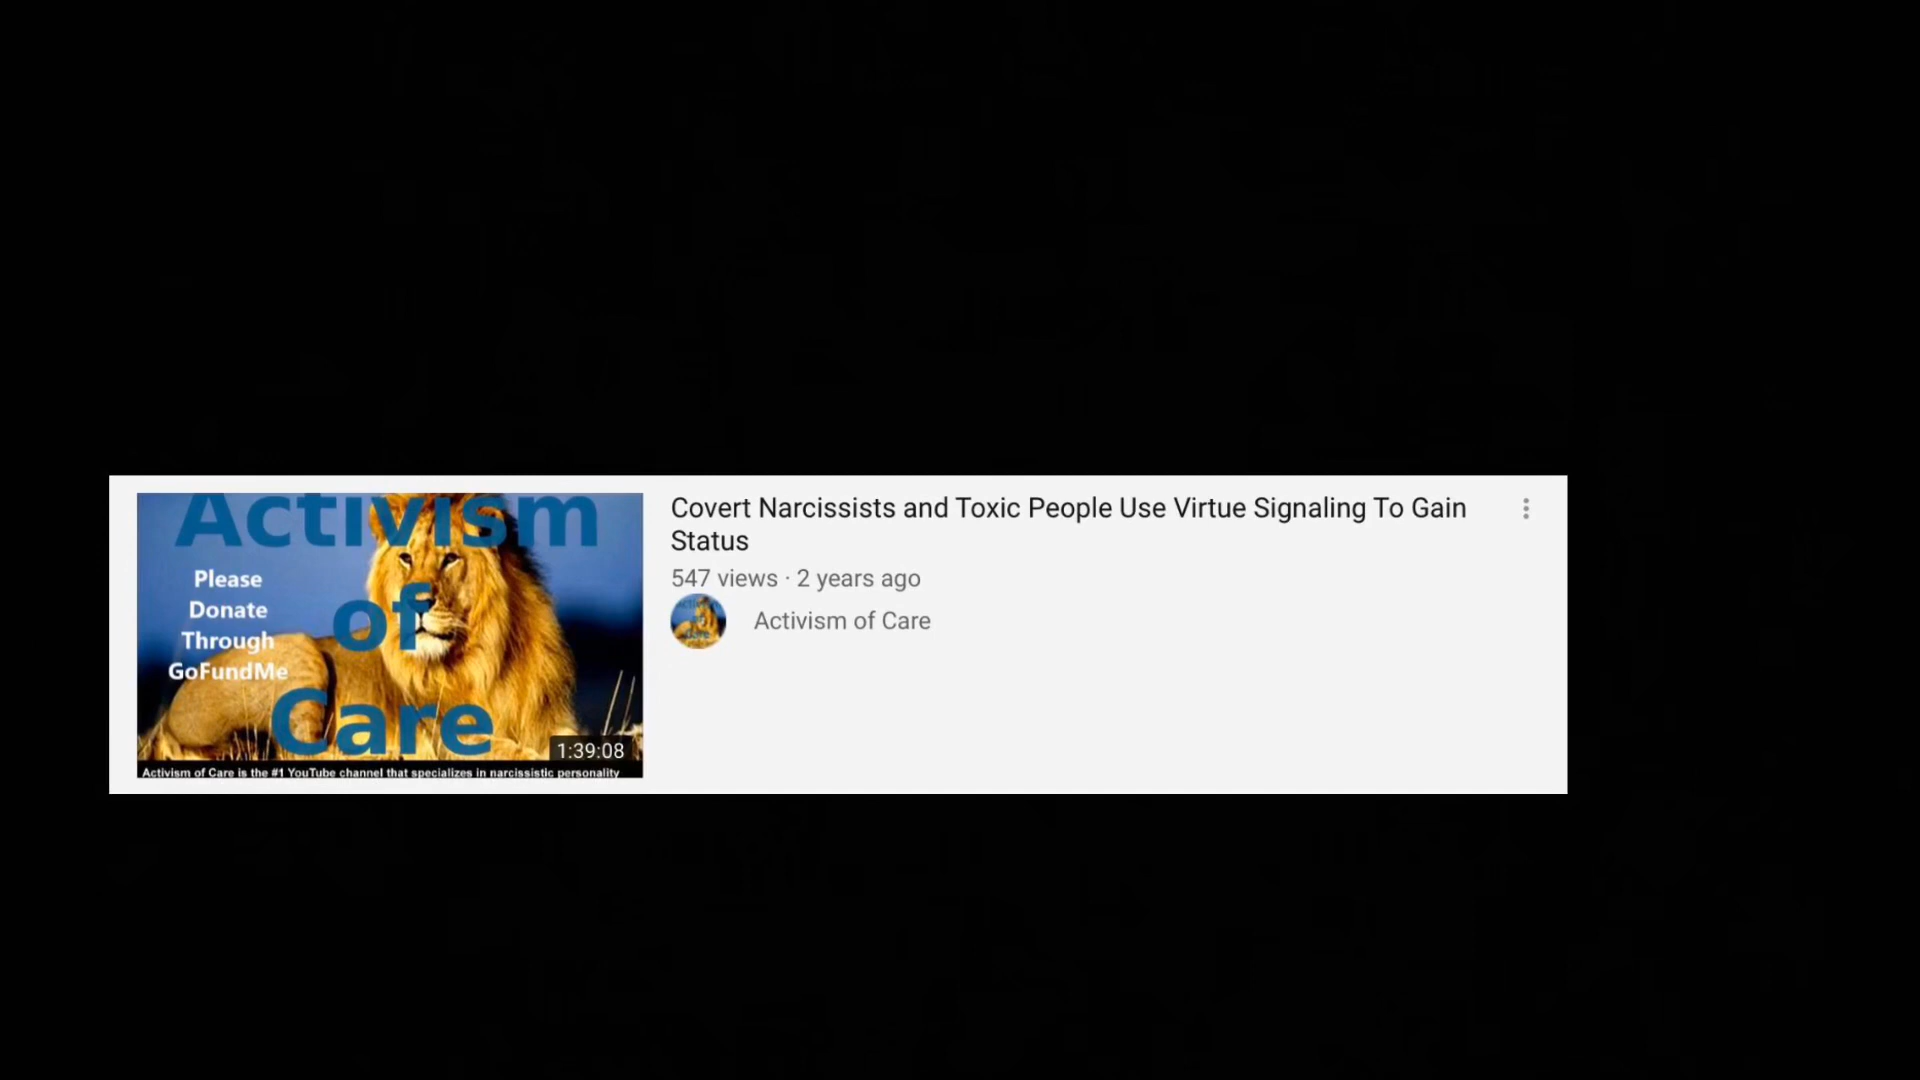 Activism
of
Care
Please
Donate
Through
GoFundMe
1:39:08
Activism of Care is the #1 YouTube channel that specializes in narcissistic personality
Covert Narcissists and Toxic People Use Virtue Signaling To Gain
Status
547 views · 2 years ago
Activism of Care